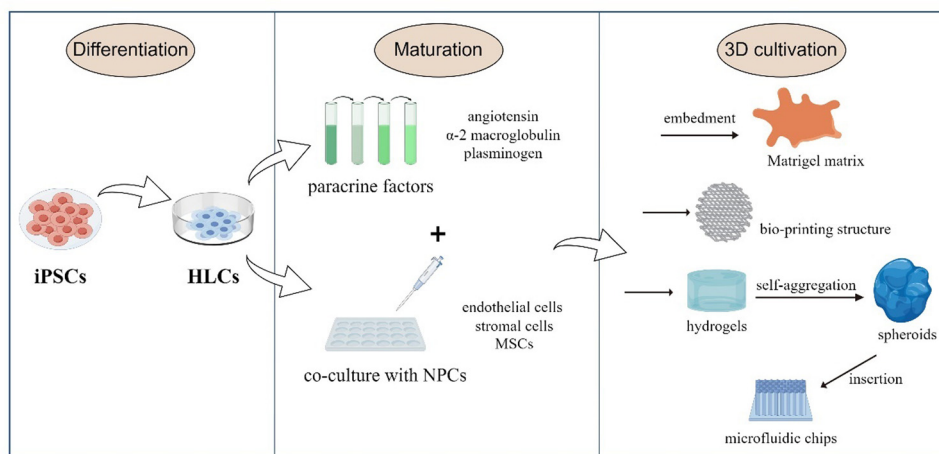 Differentiation
iPSCs
HLCs
Maturation
angiotensin
α-2 macroglobulin
plasminogen
paracrine factors
+
endothelial cells
stromal cells
MSCs
co-culture with NPCs
3D cultivation
embedment
Matrigel matrix
bio-printing structure
self-aggregation
hydrogels
spheroids
insertion
microfluidic chips